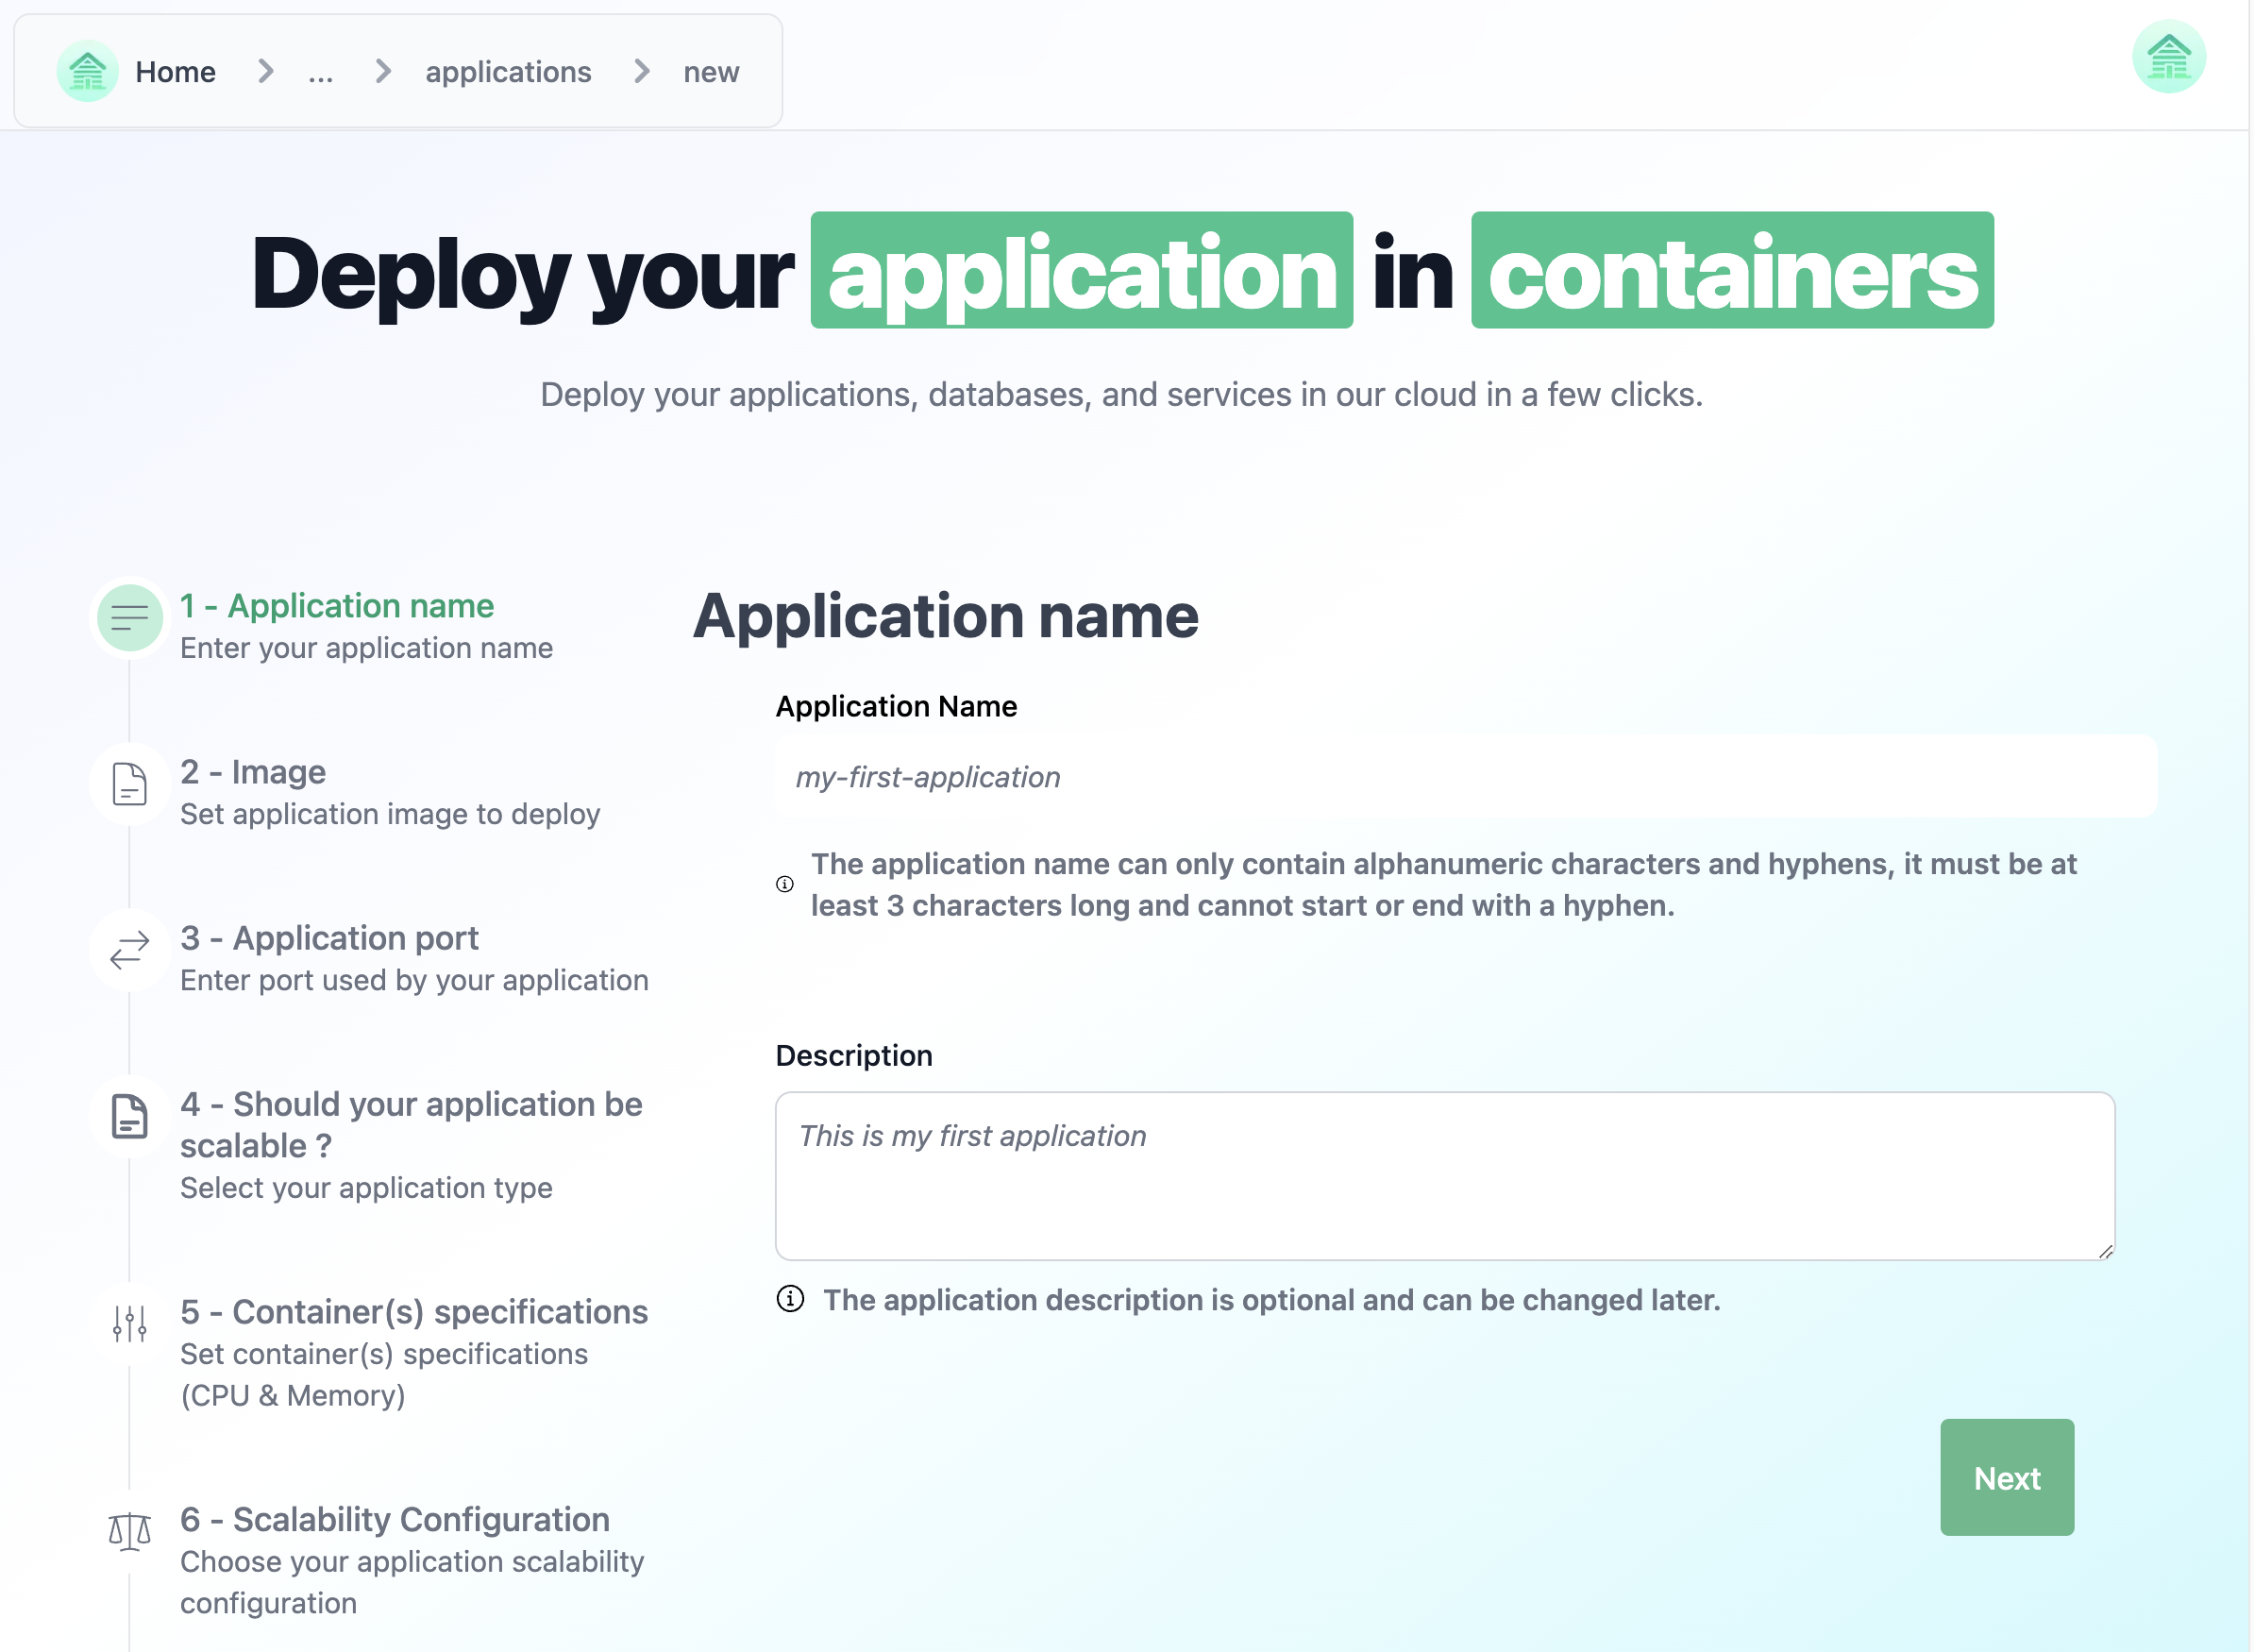 Home > ... > applications > new
Deploy your application in containers
Deploy your applications, databases, and services in our cloud in a few clicks.
1 - Application name
Enter your application name
2 - Image
Set application image to deploy
3 - Application port
Enter port used by your application
4 - Should your application be
scalable ?
Select your application type
5 - Container(s) specifications
Set container(s) specifications
(CPU & Memory)
6 - Scalability Configuration
Choose your application scalability
configuration
Application name
Application Name
my-first-application
The application name can only contain alphanumeric characters and hyphens, it must be at
least 3 characters long and cannot start or end with a hyphen.
Description
This is my first application
The application description is optional and can be changed later.
Next